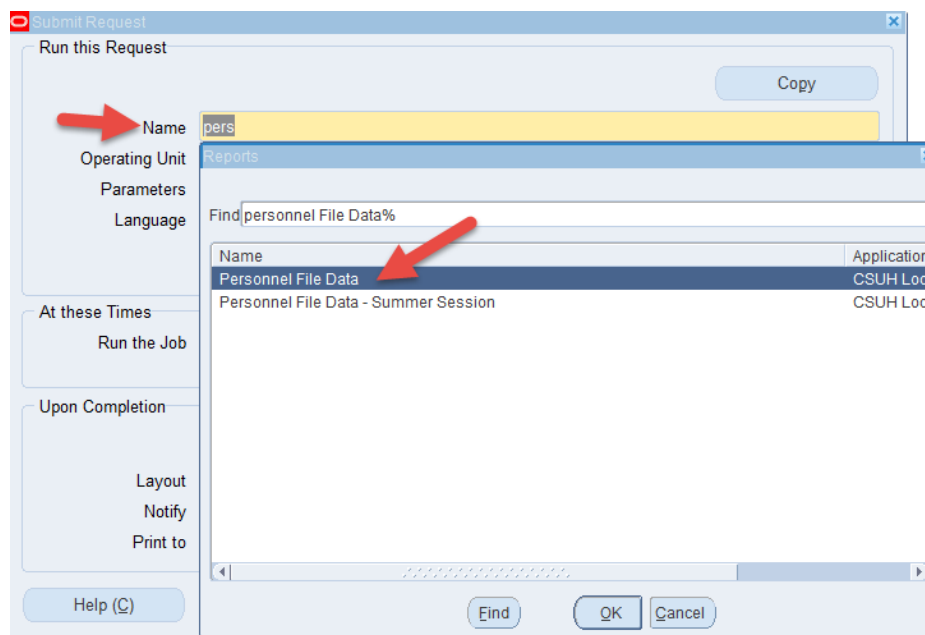 Submit Request
Run this Request
Copy
Name pers
Operating Unit
Reports
Parameters
Language
Find personnel File Data%
Name Application
Personnel File Data CSUH Loc
Personnel File Data - Summer Session CSUH Loc
At these Times
Run the Job
Upon Completion
Layout
Notify
Print to
Help (C)
Find
OK
Cancel